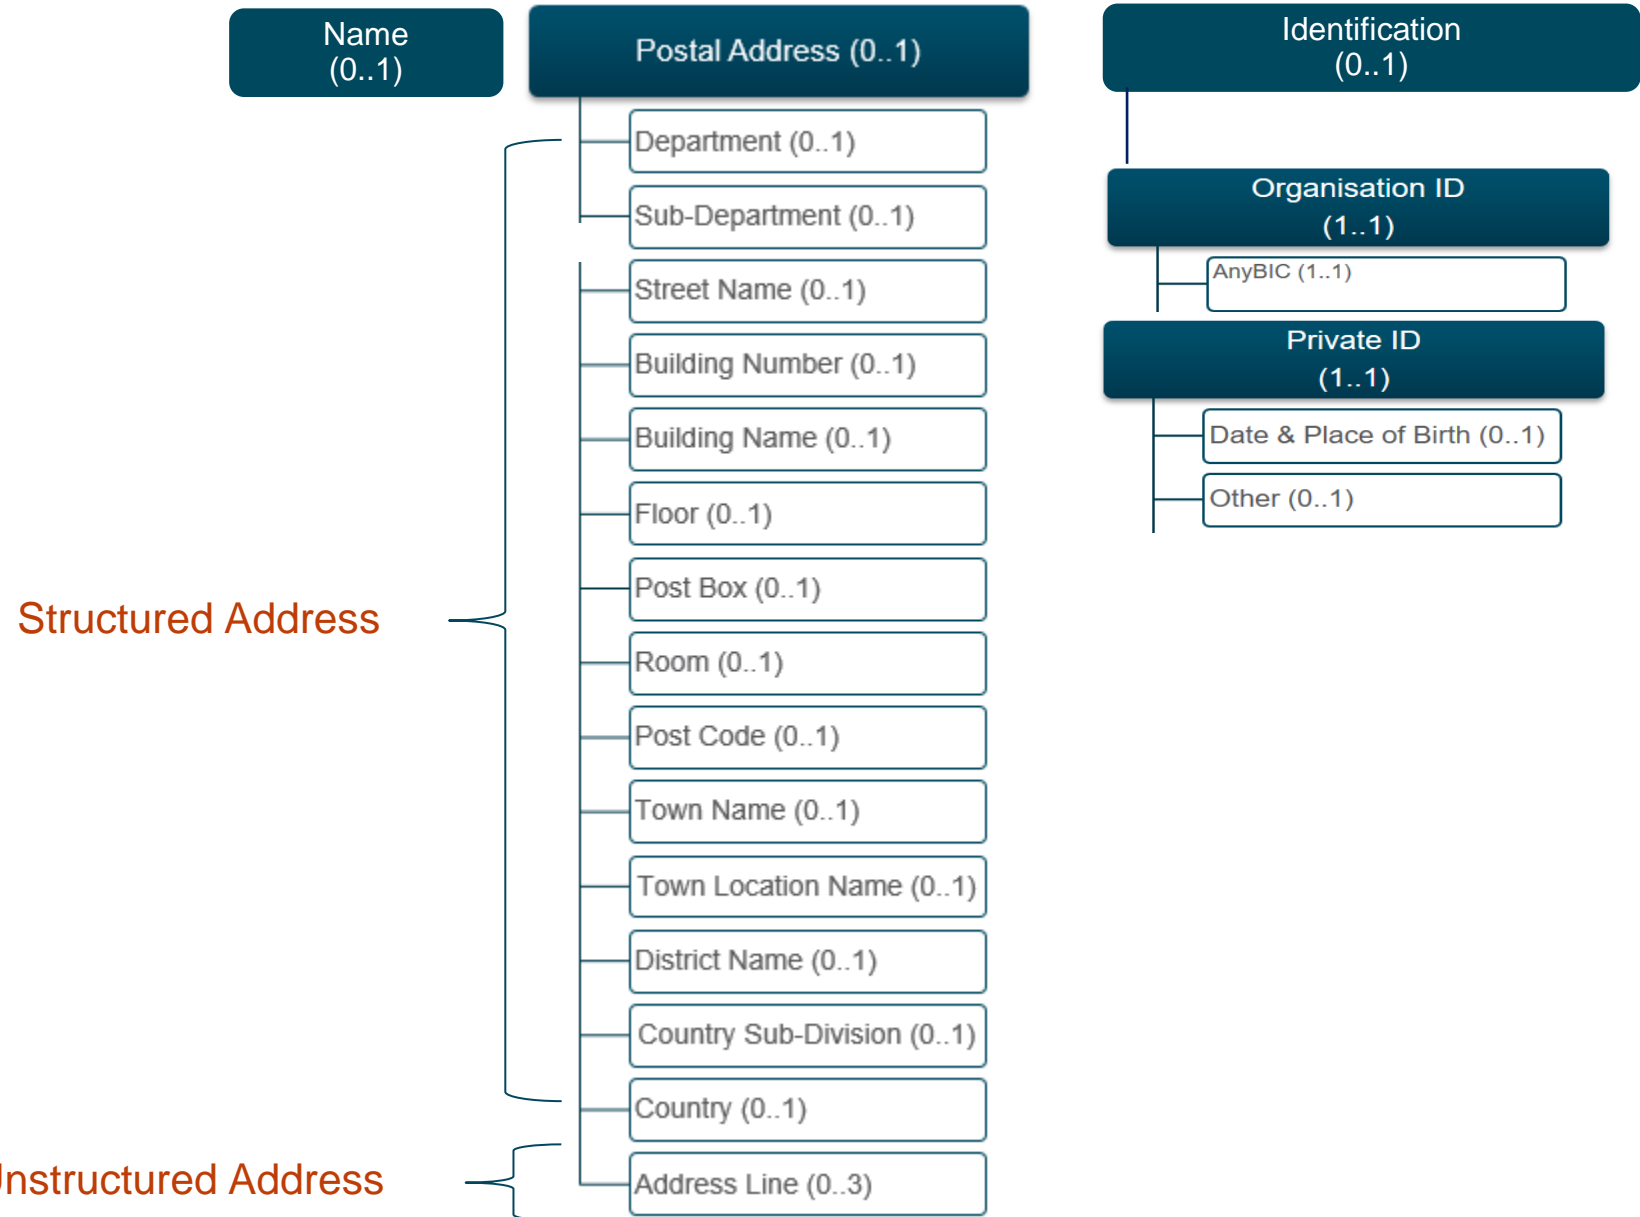 Name
(0..1)
Postal Address (0..1)
Department (0..1)
Sub-Department (0..1)
Street Name (0..1)
Building Number (0..1)
Building Name (0..1)
Floor (0..1)
Post Box (0..1)
Room (0..1)
Post Code (0..1)
Town Name (0..1)
Town Location Name (0..1)
District Name (0..1)
Country Sub-Division (0..1)
Country (0..1)
Address Line (0..3)
Structured Address
Unstructured Address
Identification
(0..1)
Organisation ID
(1..1)
AnyBIC (1..1)
Private ID
(1..1)
Date & Place of Birth (0..1)
Other (0..1)